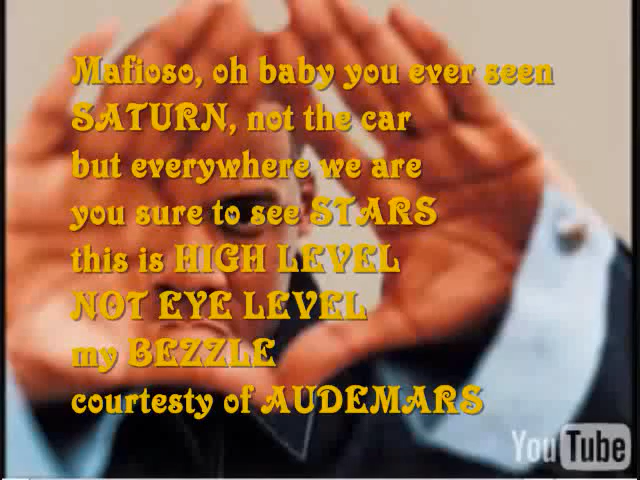 Mafioso, oh baby you ever seen
SATURN, not the car
but everywhere we are
you sure to see STARS
this is HIGH LEVEL
NOT EYE LEVEL
my BEZZLE
courtesty of AUDEMARS
YouTube